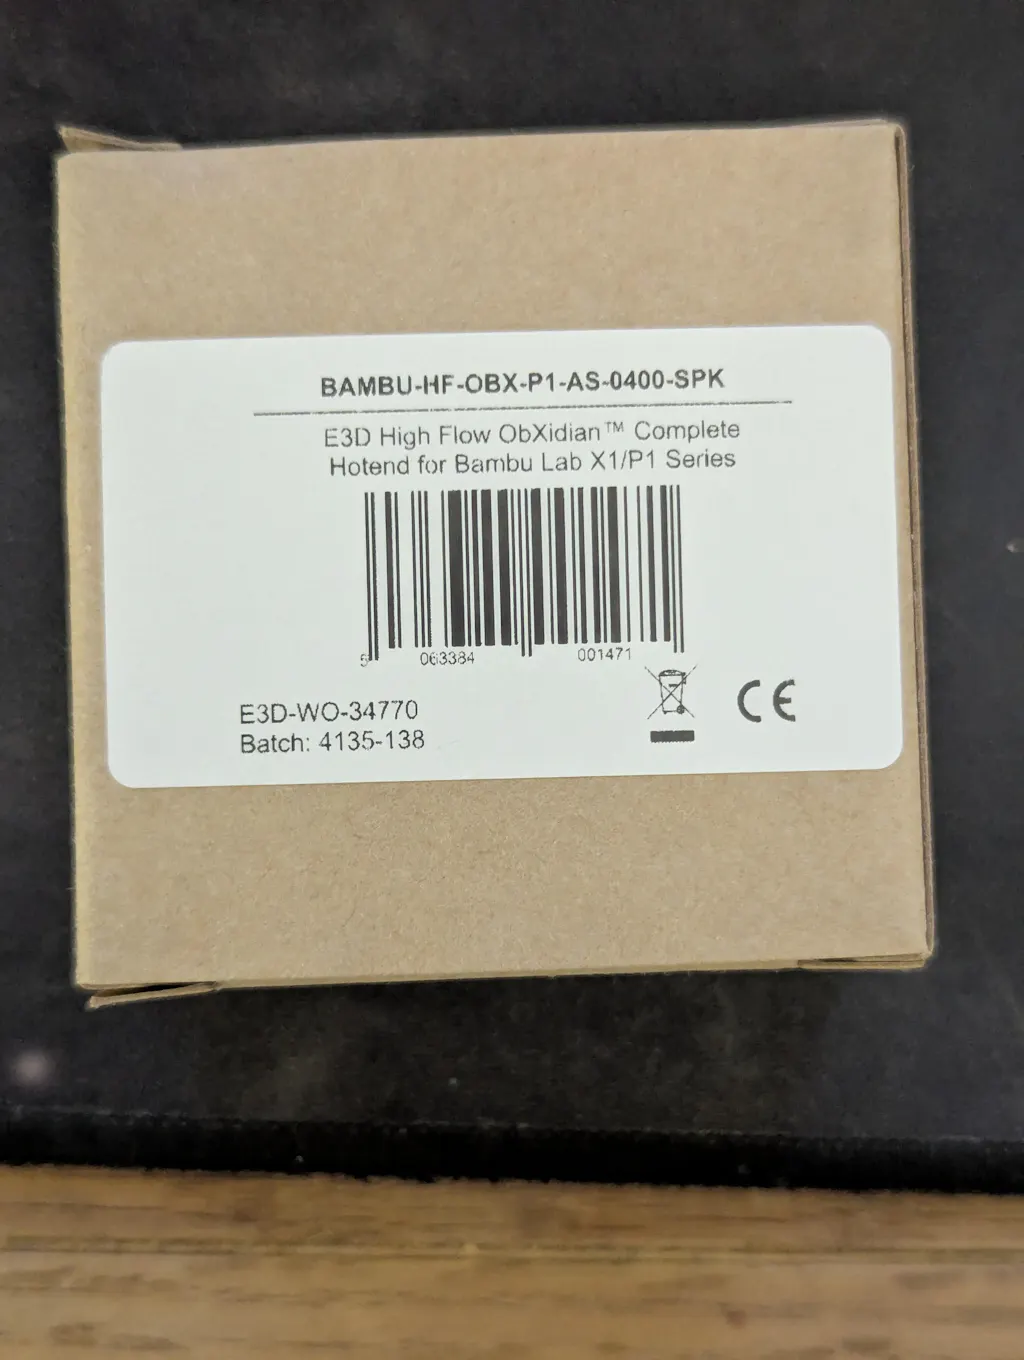 BAMBU-HF-OBX-P1-AS-0400-SPK
E3D High Flow ObXidian™ Complete
Hotend for Bambu Lab X1/P1 Series
5 063384 001471
E3D-WO-34770
Batch: 4135-138
CE